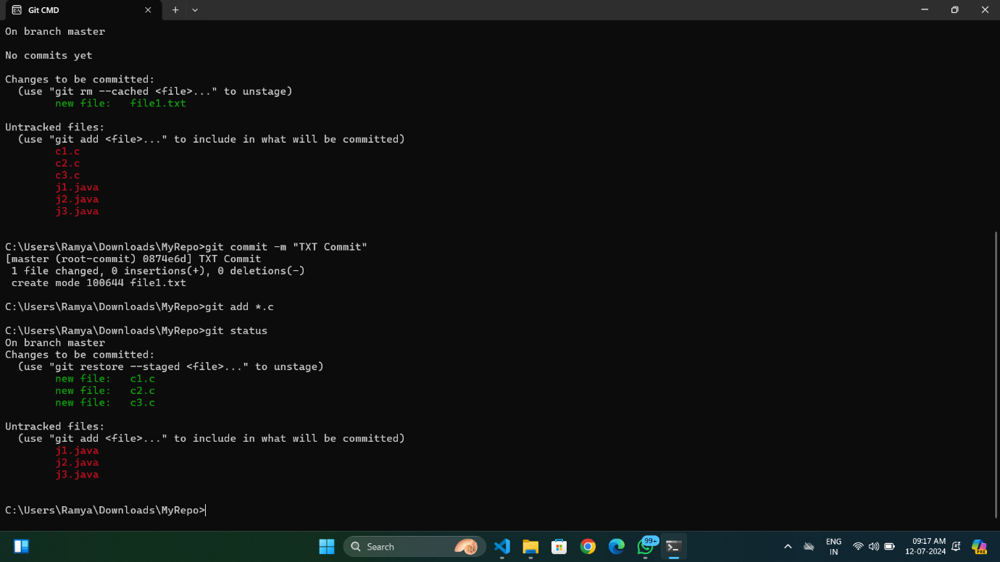 Git CMD
On branch master
No commits yet
Changes to be committed:
  (use "git rm --cached <file>..." to unstage)
        new file:   file1.txt
Untracked files:
  (use "git add <file>..." to include in what will be committed)
        c1.c
        c2.c
        c3.c
        j1.java
        j2.java
        j3.java
C:\Users\Ramya\Downloads\MyRepo>git commit -m "TXT Commit"
[master (root-commit) 0874e6d] TXT Commit
 1 file changed, 0 insertions(+), 0 deletions(-)
 create mode 100644 file1.txt
C:\Users\Ramya\Downloads\MyRepo>git add *.c
C:\Users\Ramya\Downloads\MyRepo>git status
On branch master
Changes to be committed:
  (use "git restore --staged <file>..." to unstage)
        new file:   c1.c
        new file:   c2.c
        new file:   c3.c
Untracked files:
  (use "git add <file>..." to include in what will be committed)
        j1.java
        j2.java
        j3.java
C:\Users\Ramya\Downloads\MyRepo>
Search
99+
ENG
IN
09:17 AM
12-07-2024
PRE